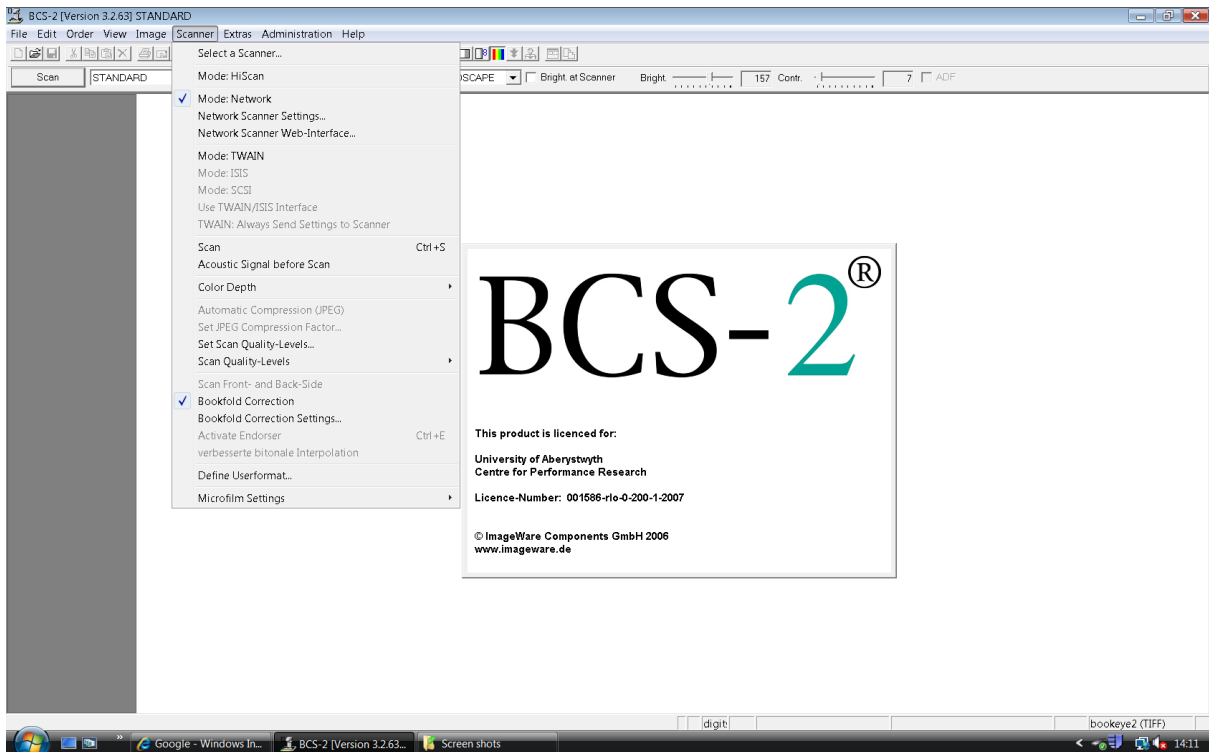 BCS-2 [Version 3.2.63] STANDARD
File Edit Order View Image Scanner Extras Administration Help
Scan STANDARD Bright. at Scanner Bright. 157 Contr. 7 ADF
Select a Scanner...
Mode: HiScan
Mode: Network
Network Scanner Settings...
Network Scanner Web-Interface...
Mode: TWAIN
Mode: ISIS
Mode: SCSI
Use TWAIN/ISIS Interface
TWAIN: Always Send Settings to Scanner
Scan Ctrl+S
Acoustic Signal before Scan
Color Depth
Automatic Compression (JPEG)
Set JPEG Compression Factor...
Set Scan Quality-Levels...
Scan Quality-Levels
Scan Front- and Back-Side
Bookfold Correction
Bookfold Correction Settings...
Activate Endorser Ctrl+E
verbesserte bitonale Interpolation
Define Userformat...
Microfilm Settings
BCS-2®
This product is licenced for:
University of Aberystwyth
Centre for Performance Research
Licence-Number: 001586-rlo-0-200-1-2007
© ImageWare Components GmbH 2006
www.imageware.de
digit bookeye2 (TIFF)
Google - Windows In... BCS-2 [Version 3.2.63... Screen shots 14:11